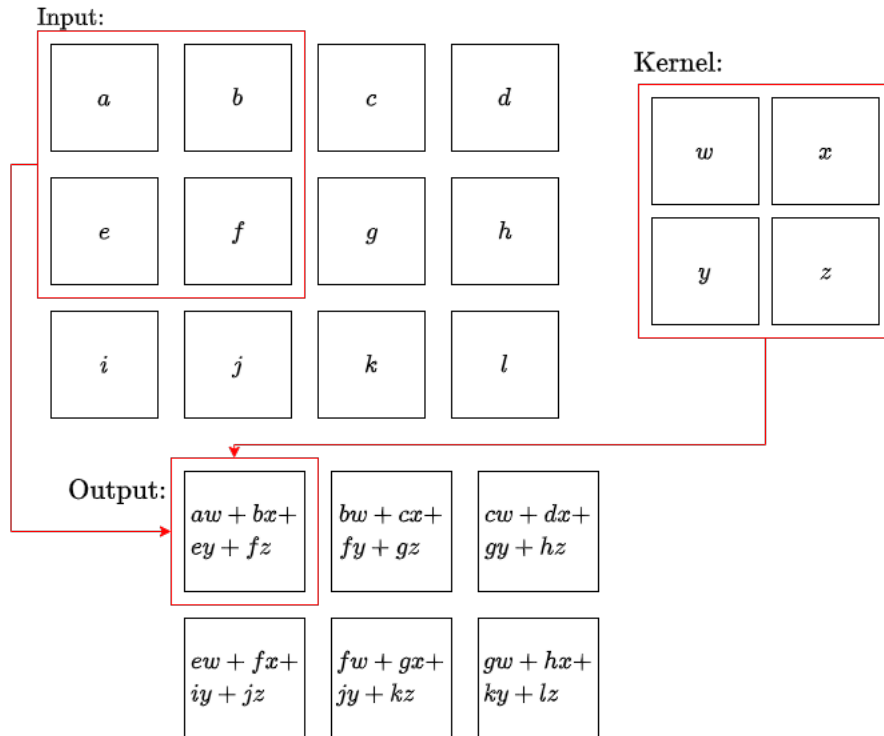 Input:
a b c d
Kernel:
w x
e f g h
y z
i j k l
Output:
aw + bx+ bw + cx+ cw + dx+
ey + fz fy + gz gy + hz
ew + fx+ fw + gx+ gw + hx+
iy + jz jy + kz ky + lz